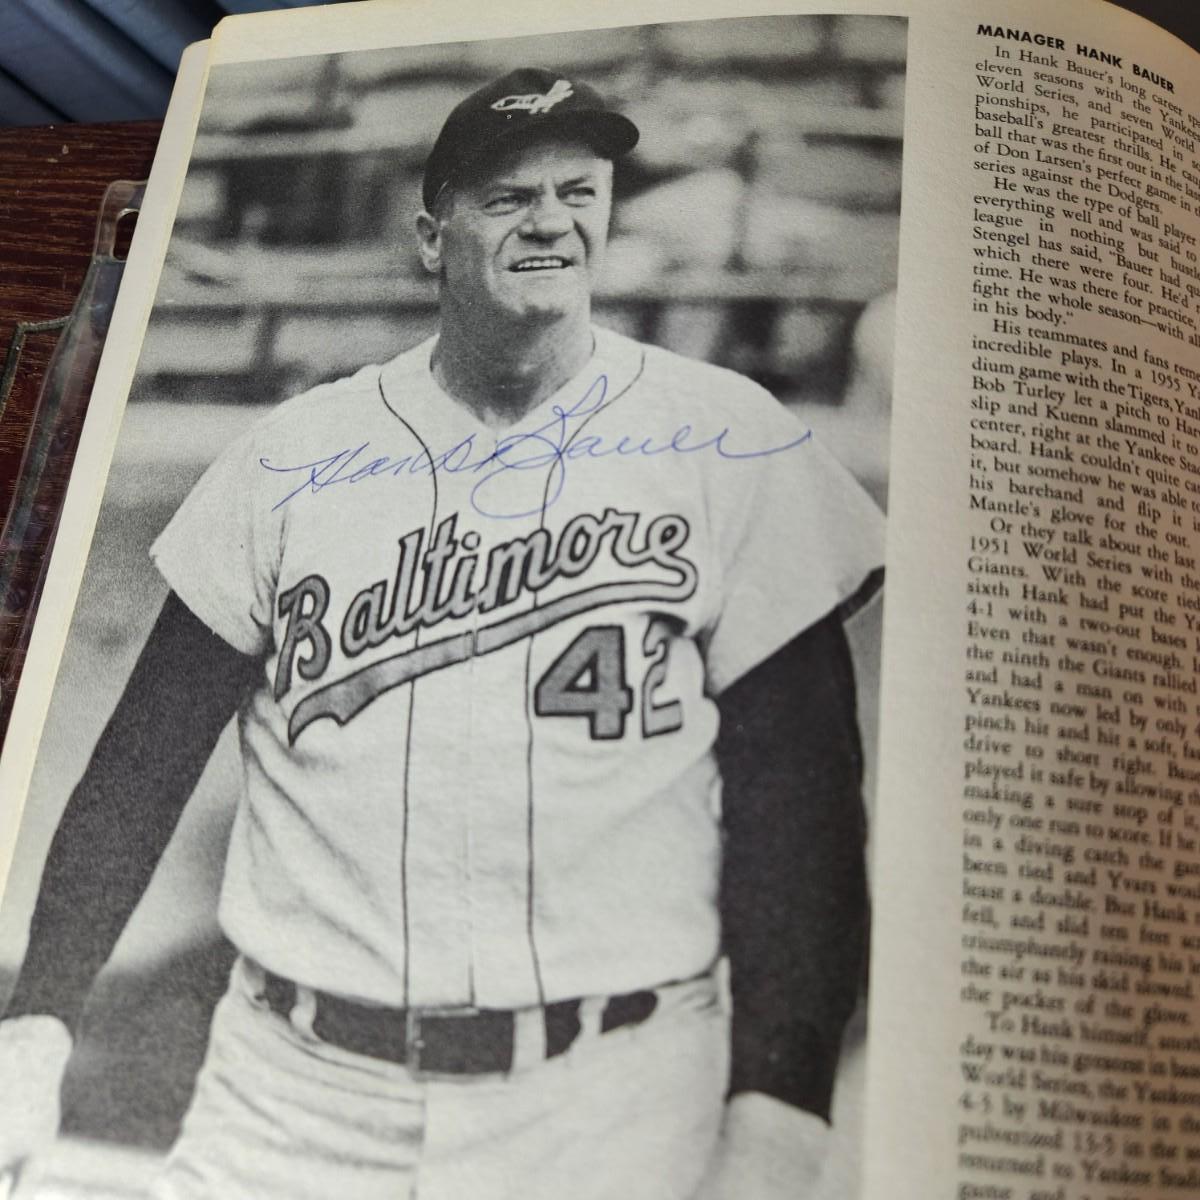 Hank Bauer
Baltimore
42
MANAGER HANK BAUER
In Hank Bauer's long career
eleven seasons with the Yankees
World Series, and seven World
pionships, he participated in
baseball's greatest thrills. He
ball that was the first out in the
of Don Larsen's perfect game in
series against the Dodgers.
He was the type of ball player
everything well and was said to
league in nothing but
Stengel has said, "Bauer had
which there were four. He'd
time. He was there for practice,
fight the whole season—with all
in his body."
His teammates and fans
incredible plays. In a 1955
dium game with the Tigers,
Bob Turley let a pitch to
slip and Kuenn slammed it to
center, right at the Yankee
board. Hank couldn't quite
it, but somehow he was able to
his barehand and flip it
Mantle's glove for the out.
Or they talk about the last
1951 World Series with the
Giants. With the score tied
sixth Hank had put the
4-1 with a two-out bases
Even that wasn't enough.
the ninth the Giants rallied
and had a man on with
Yankees now led by only
pinch hit and hit a soft,
drive to short right.
played it safe by allowing
making a sure stop of it,
only one run to score. If he
in a diving catch the
been tied and Yvars
least a double. But Hank
fell, and slid ten feet
triumphantly raising his
the air as his skid slowed,
the pocket of the glove.
To Hank himself,
day was his greatest in
World Series, the
4-3 by Milwaukee in the
pulverized 13-5 in the
returned to Yankee
game